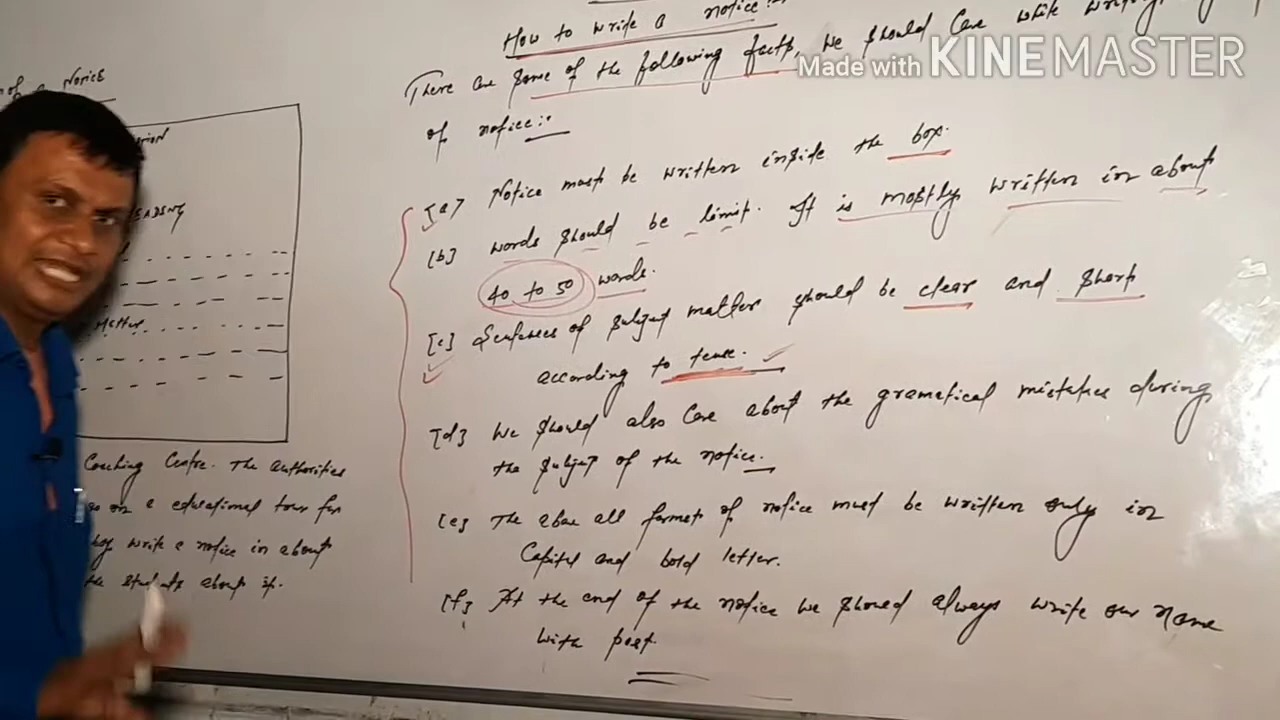 How to write a notice:-
There are some of the following facts, we should care while writing
of notice:-
[a] Notice must be written inside the box.
[b] words should be limit. It is mostly written in about
40 to 50 words.
[c] Sentences of subject matter should be clear and sharp
according to tense.
[d] We should also care about the gramatical mistakes during
the subject of the notice.
[e] The above all format of notice must be written only in
Capital and bold letter.
[f] At the end of the notice we should always write our name
with post.
of a Notice
Matter
Coaching Centre. The authorities
go on a educational tour for
write a notice in about
the students about it.
Made with KINEMASTER